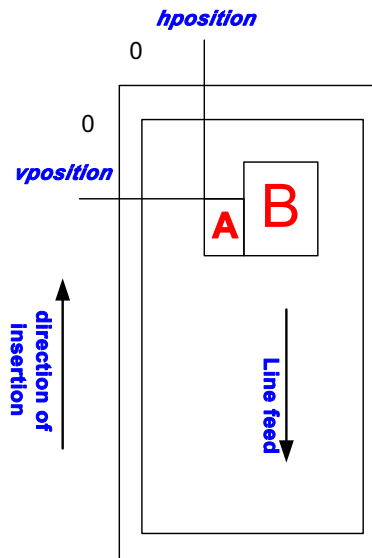 hposition
0
0
vposition
A B
direction of
insertion
Line feed